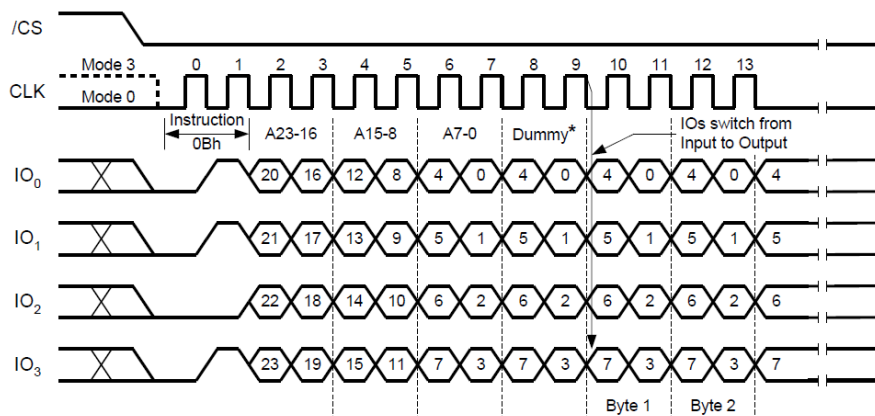 /CS
Mode 3 0 1 2 3 4 5 6 7 8 9 10 11 12 13
CLK
Mode 0
Instruction
0Bh
A23-16 A15-8 A7-0 Dummy*
IOs switch from
Input to Output
IO0 20 16 12 8 4 0 4 0 4 0 4 0 4
IO1 21 17 13 9 5 1 5 1 5 1 5 1 5
IO2 22 18 14 10 6 2 6 2 6 2 6 2 6
IO3 23 19 15 11 7 3 7 3 7 3 7 3 7
Byte 1 Byte 2